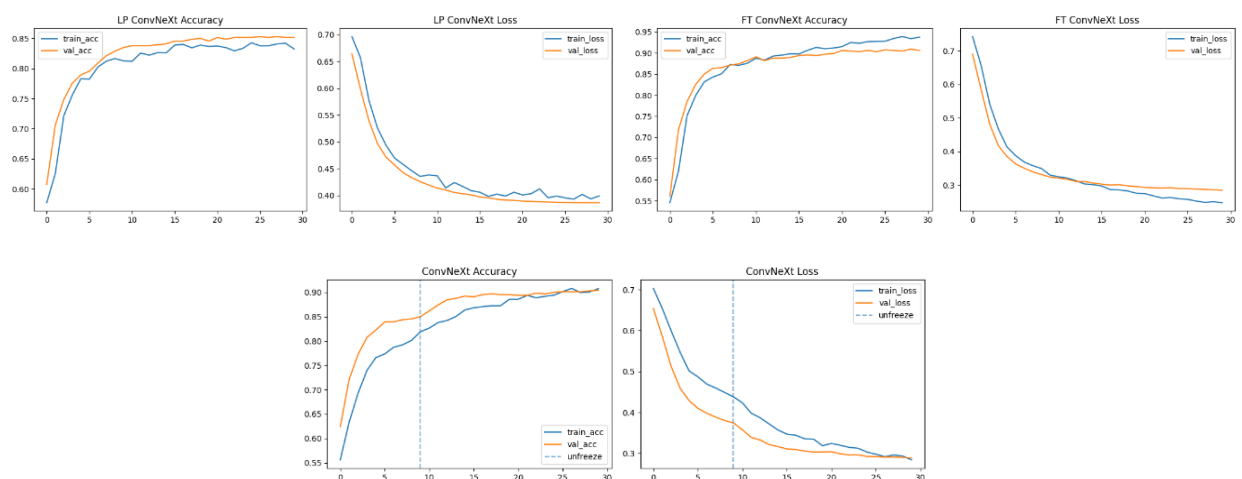 LP ConvNeXt Accuracy
train_acc
val_acc
0.85
0.80
0.75
0.70
0.65
0.60
0 5 10 15 20 25 30
LP ConvNeXt Loss
train_loss
val_loss
0.70
0.65
0.60
0.55
0.50
0.45
0.40
0 5 10 15 20 25 30
FT ConvNeXt Accuracy
train_acc
val_acc
0.95
0.90
0.85
0.80
0.75
0.70
0.65
0.60
0.55
0 5 10 15 20 25 30
FT ConvNeXt Loss
train_loss
val_loss
0.7
0.6
0.5
0.4
0.3
0 5 10 15 20 25 30
ConvNeXt Accuracy
0.90
0.85
0.80
0.75
0.70
0.65
0.60
0.55
train_acc
val_acc
unfreeze
0 5 10 15 20 25 30
ConvNeXt Loss
train_loss
val_loss
unfreeze
0.7
0.6
0.5
0.4
0.3
0 5 10 15 20 25 30